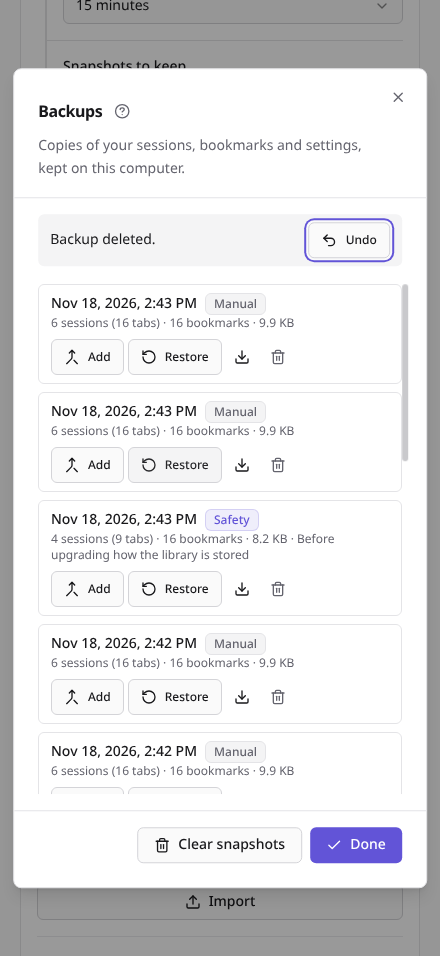 15 minutes
Snapshots to keep
Backups
Copies of your sessions, bookmarks and settings,
kept on this computer.
Backup deleted.
Undo
Nov 18, 2026, 2:43 PM Manual
6 sessions (16 tabs) · 16 bookmarks · 9.9 KB
Add Restore
Nov 18, 2026, 2:43 PM Manual
6 sessions (16 tabs) · 16 bookmarks · 9.9 KB
Add Restore
Nov 18, 2026, 2:43 PM Safety
4 sessions (9 tabs) · 16 bookmarks · 8.2 KB · Before
upgrading how the library is stored
Add Restore
Nov 18, 2026, 2:42 PM Manual
6 sessions (16 tabs) · 16 bookmarks · 9.9 KB
Add Restore
Nov 18, 2026, 2:42 PM Manual
6 sessions (16 tabs) · 16 bookmarks · 9.9 KB
Clear snapshots Done
Import